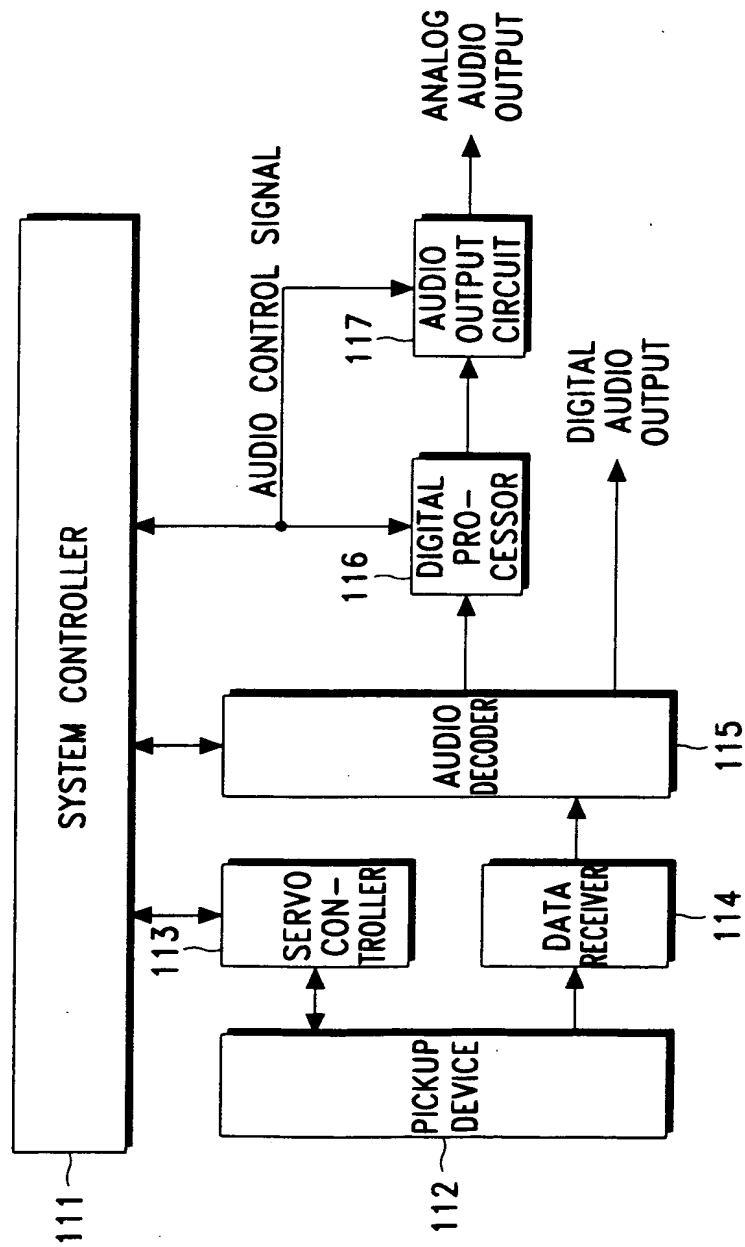 SYSTEM CONTROLLER
111
AUDIO CONTROL SIGNAL
113
SERVO
CON-
TROLLER
116
DIGITAL
PRO-
CESSOR
117
AUDIO
OUTPUT
CIRCUIT
ANALOG
AUDIO
OUTPUT
PICKUP
DEVICE
112
DATA
RECEIVER
114
AUDIO
DECODER
115
DIGITAL
AUDIO
OUTPUT